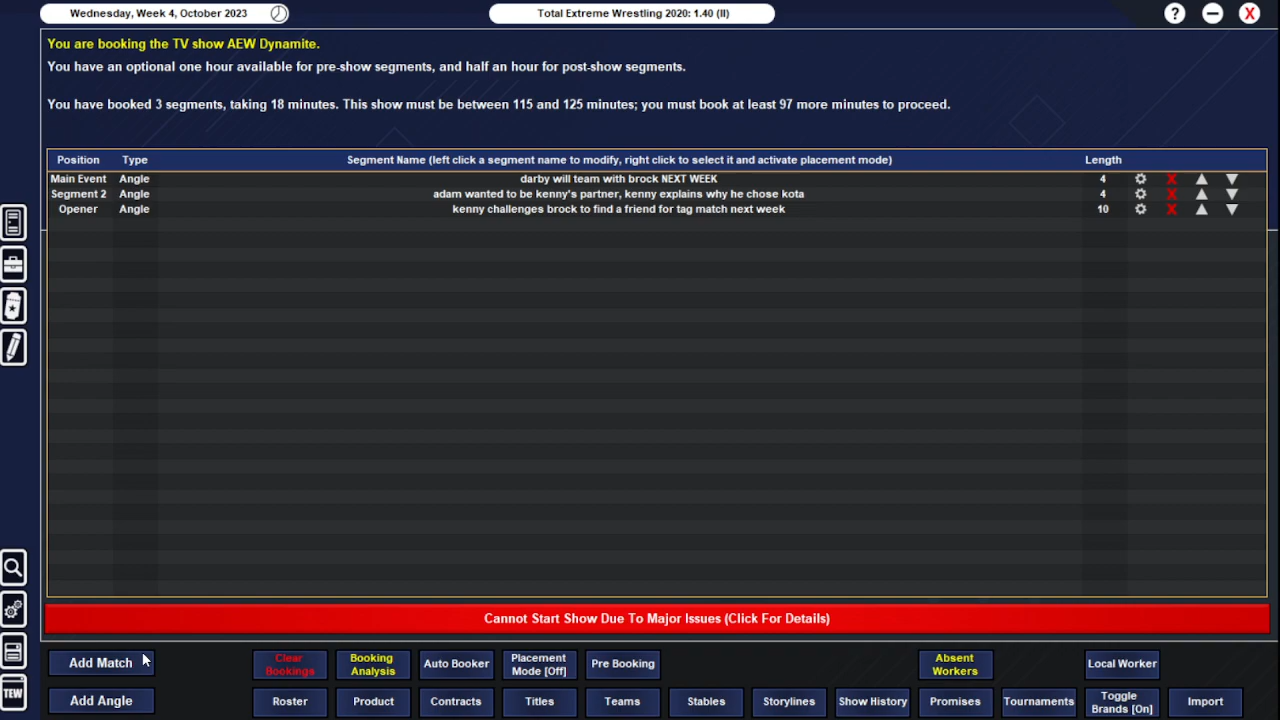 Wednesday, Week 4, October 2023
Total Extreme Wrestling 2020: 1.40 (II)
?
X
You are booking the TV show AEW Dynamite.
You have an optional one hour available for pre-show segments, and half an hour for post-show segments.
You have booked 3 segments, taking 18 minutes. This show must be between 115 and 125 minutes; you must book at least 97 more minutes to proceed.
Position Type Segment Name (left click a segment name to modify, right click to select it and activate placement mode) Length
Main Event Angle darby will team with brock NEXT WEEK 4 X
Segment 2 Angle adam wanted to be kenny's partner, kenny explains why he chose kota 4 X
Opener Angle kenny challenges brock to find a friend for tag match next week 10 X
Cannot Start Show Due To Major Issues (Click For Details)
Add Match
Clear Bookings
Booking Analysis
Auto Booker
Placement Mode [Off]
Pre Booking
Absent Workers
Local Worker
TEW
Add Angle
Roster
Product
Contracts
Titles
Teams
Stables
Storylines
Show History
Promises
Tournaments
Toggle Brands [On]
Import